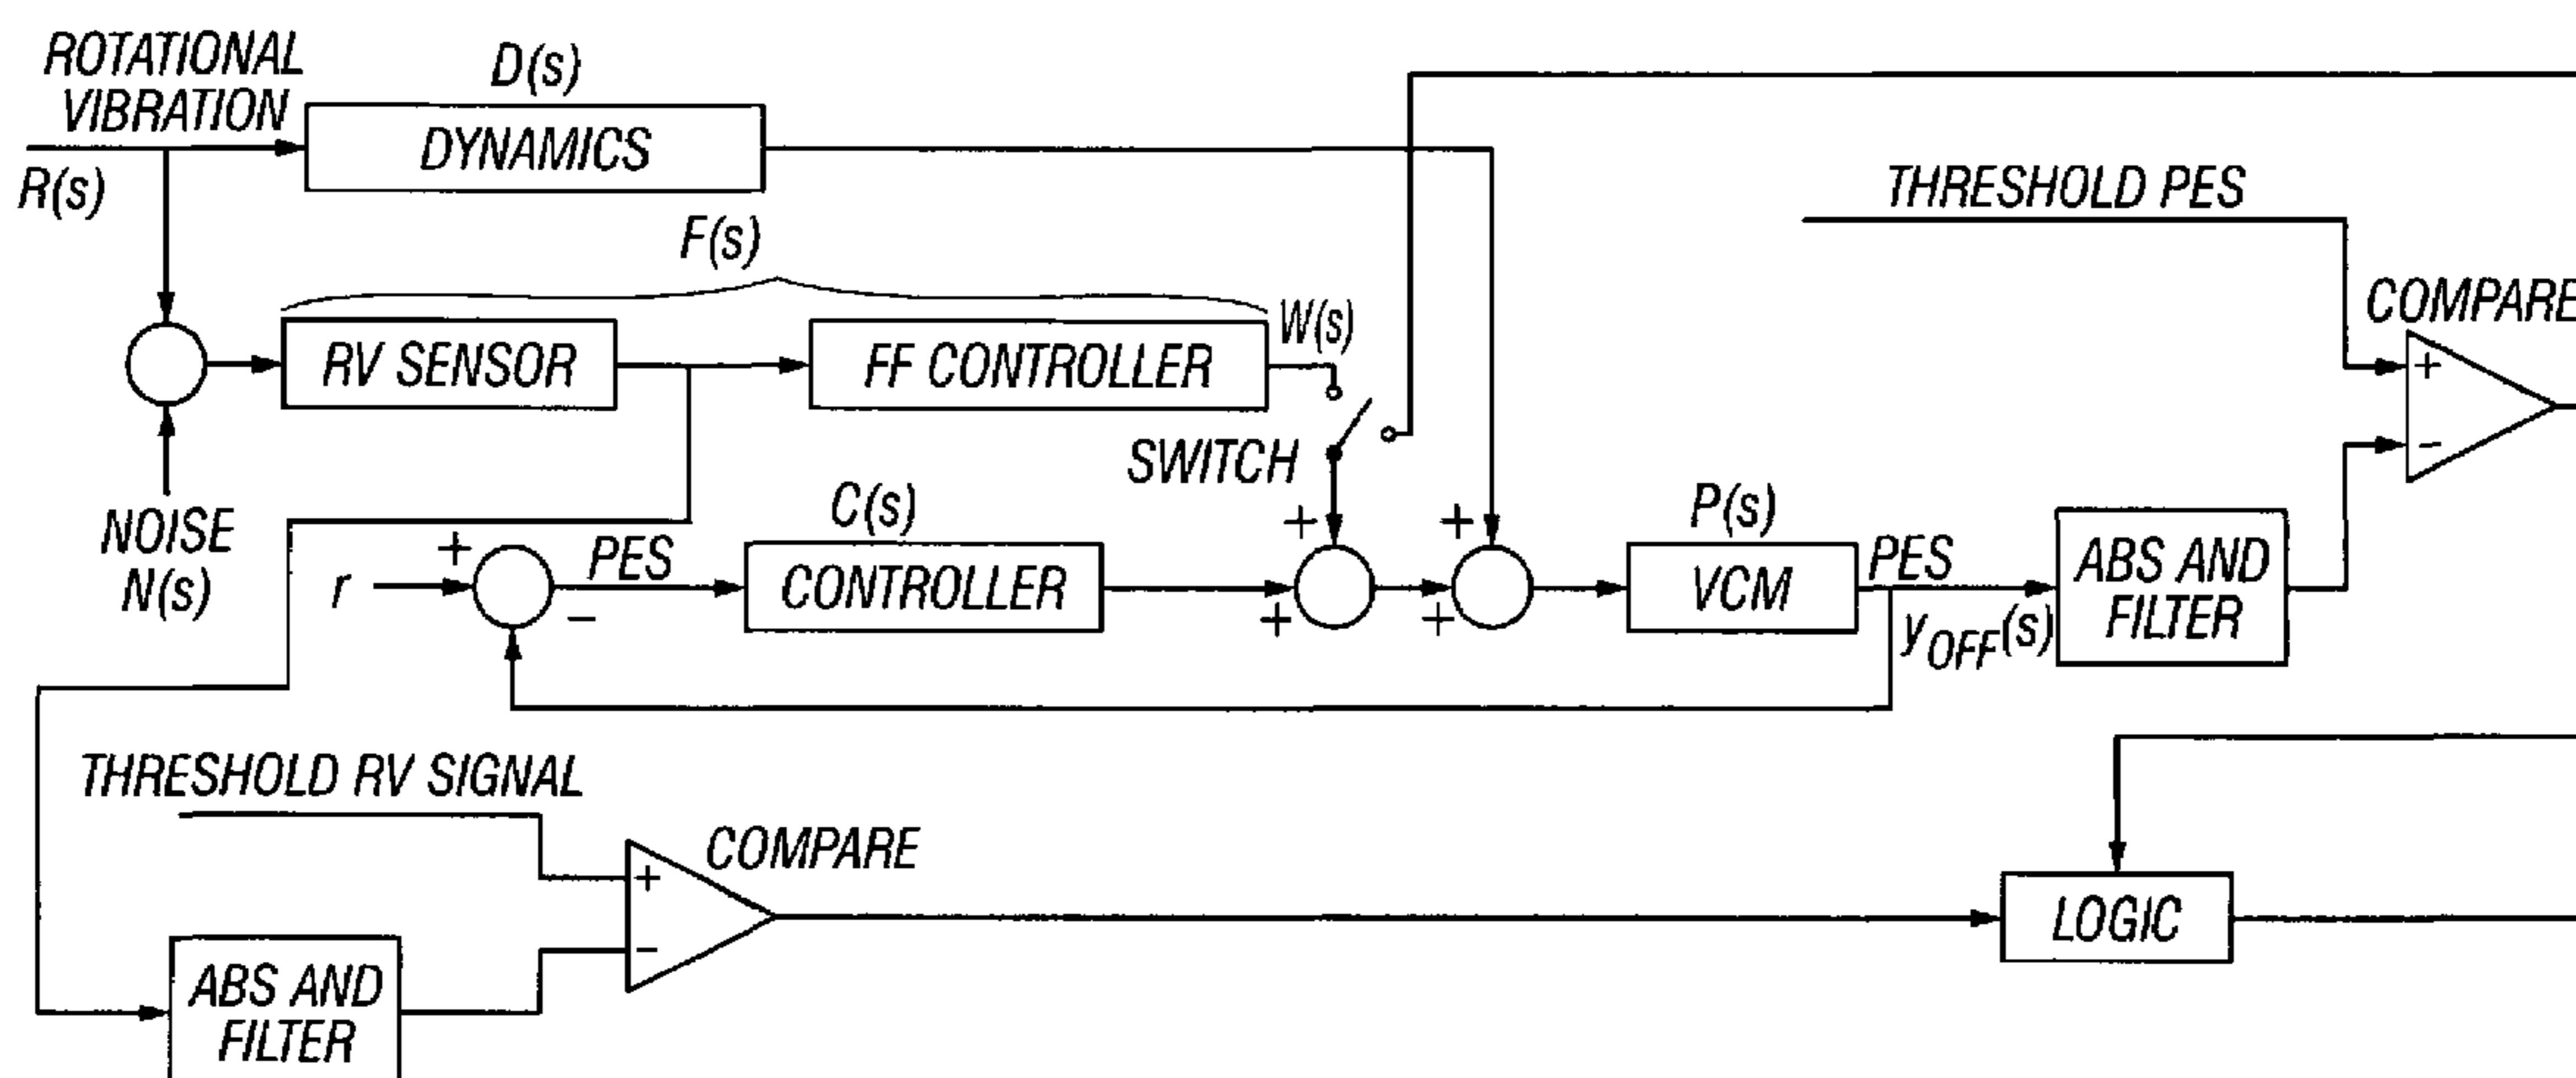 ROTATIONAL
VIBRATION
R(s)
D(s)
DYNAMICS
F(s)
RV SENSOR
FF CONTROLLER
W(s)
SWITCH
NOISE
N(s)
r
+
−
PES
C(s)
CONTROLLER
+
+
+
+
P(s)
VCM
PES
yOFF(s)
ABS AND
FILTER
THRESHOLD PES
COMPARE
+
−
THRESHOLD RV SIGNAL
COMPARE
+
−
ABS AND
FILTER
LOGIC